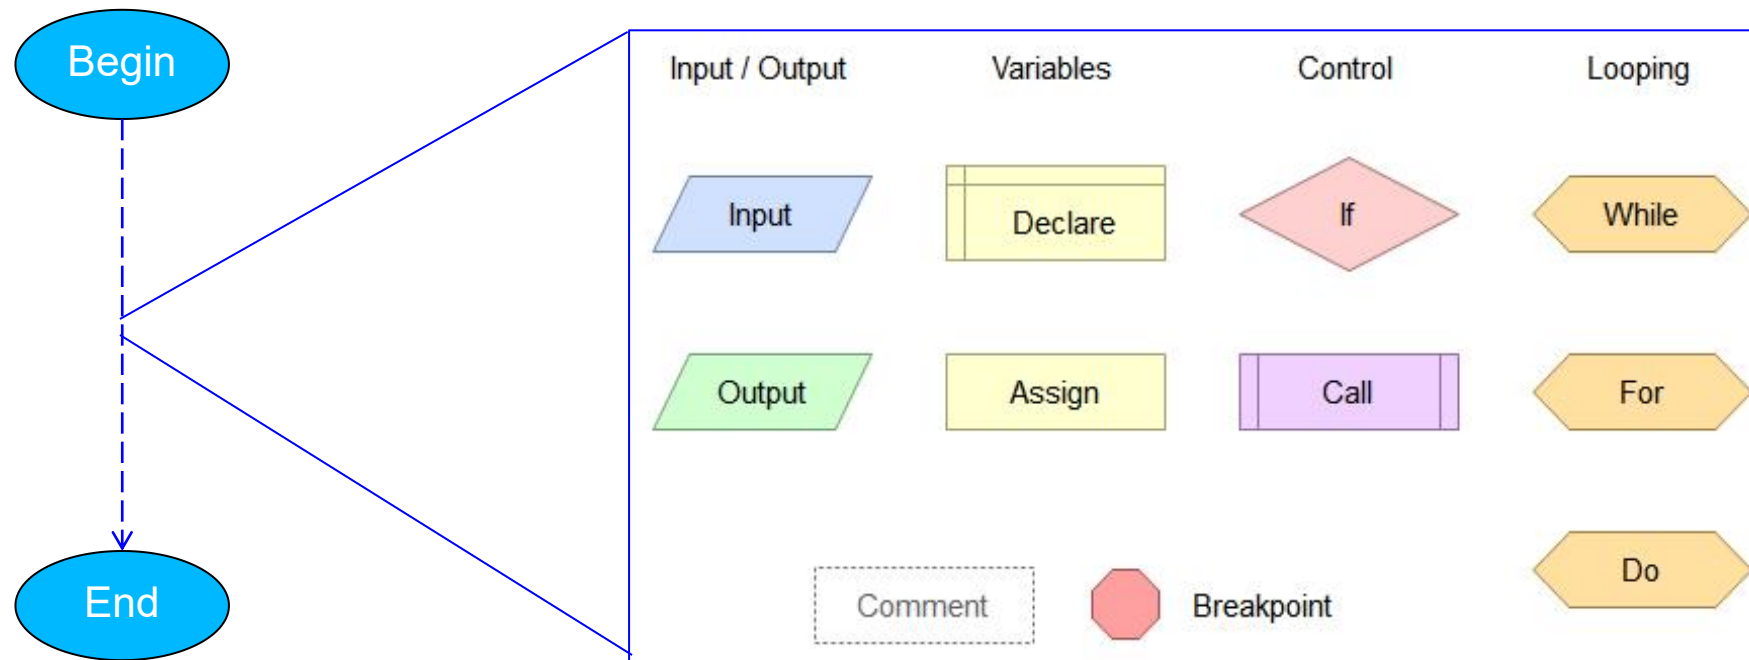 Begin
Input / Output
Variables
Control
Looping
Input
Declare
If
While
Output
Assign
Call
For
Do
Comment
Breakpoint
End